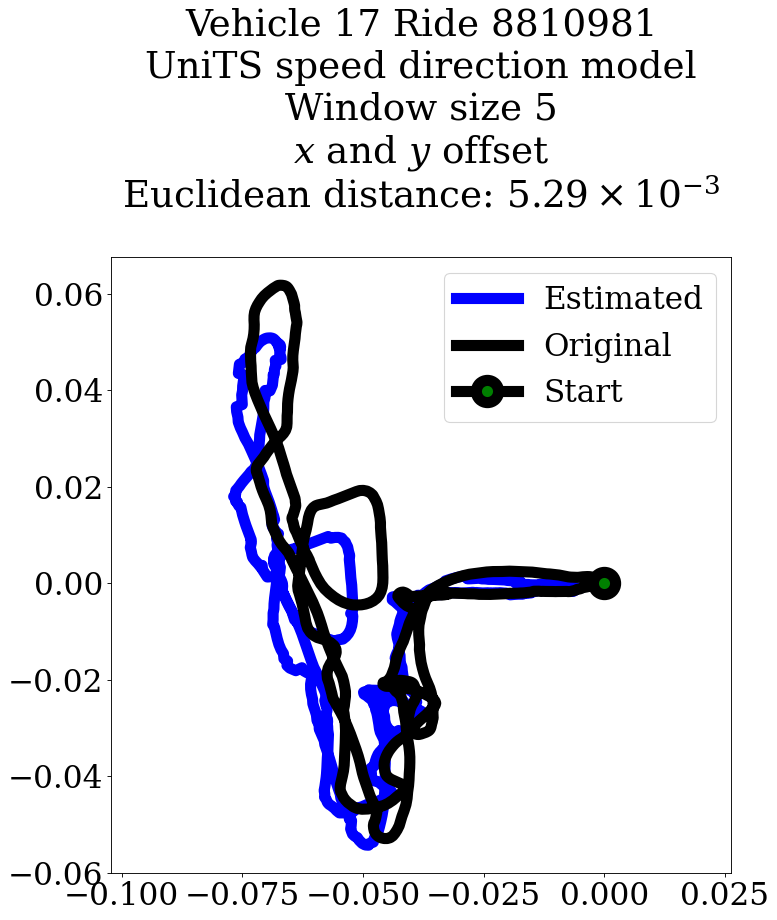 Vehicle 17 Ride 8810981
UniTS speed direction model
Window size 5
x and y offset
Euclidean distance: 5.29 × 10⁻³
Estimated
Original
Start
0.06
0.04
0.02
0.00
−0.02
−0.04
−0.06
−0.100 −0.075 −0.050 −0.025 0.000 0.025